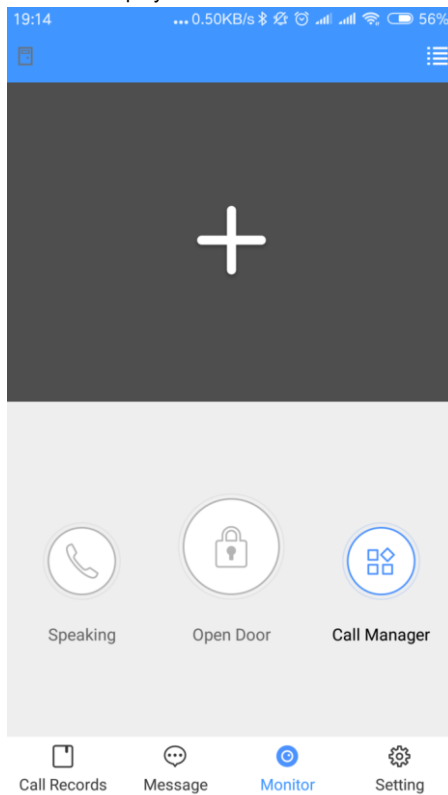 19:14 ... 0.50KB/s 56%
Speaking Open Door Call Manager
Call Records Message Monitor Setting